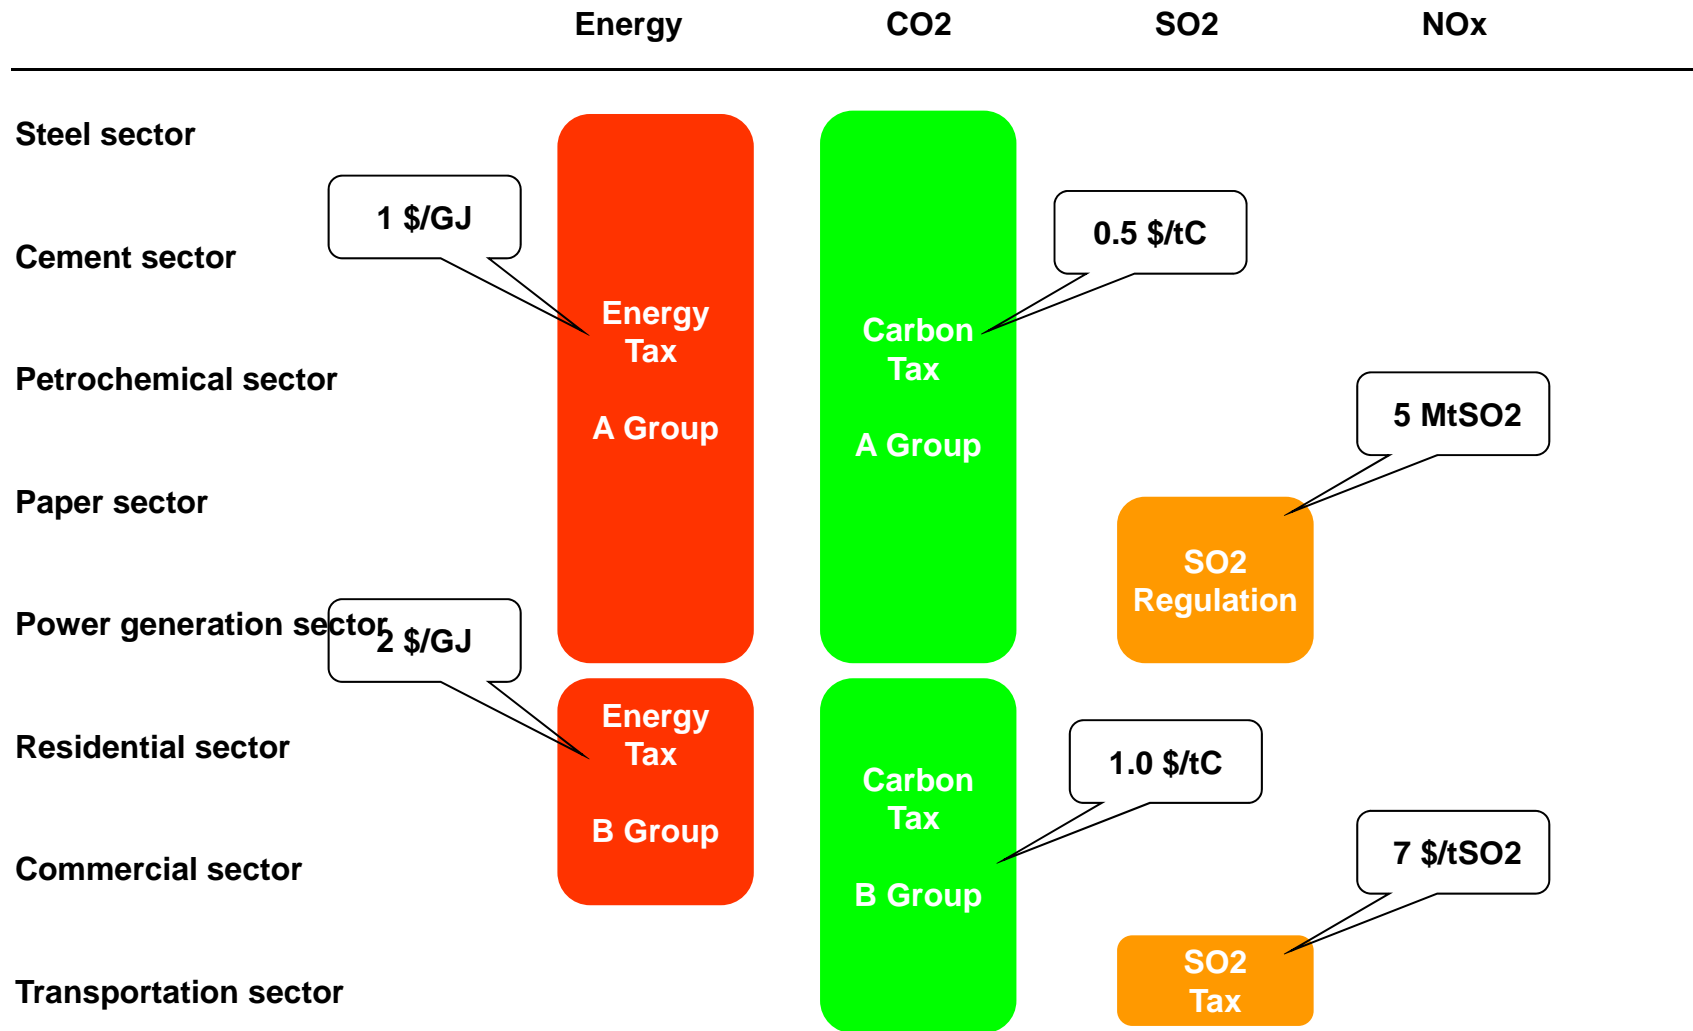 Energy CO2 SO2 NOx
Steel sector
1 $/GJ
0.5 $/tC
Cement sector
Energy
Tax
A Group
Carbon
Tax
A Group
Petrochemical sector
5 MtSO2
Paper sector
SO2
Regulation
Power generation sector
2 $/GJ
Energy
Tax
B Group
Residential sector
Carbon
Tax
B Group
1.0 $/tC
Commercial sector
7 $/tSO2
SO2
Tax
Transportation sector